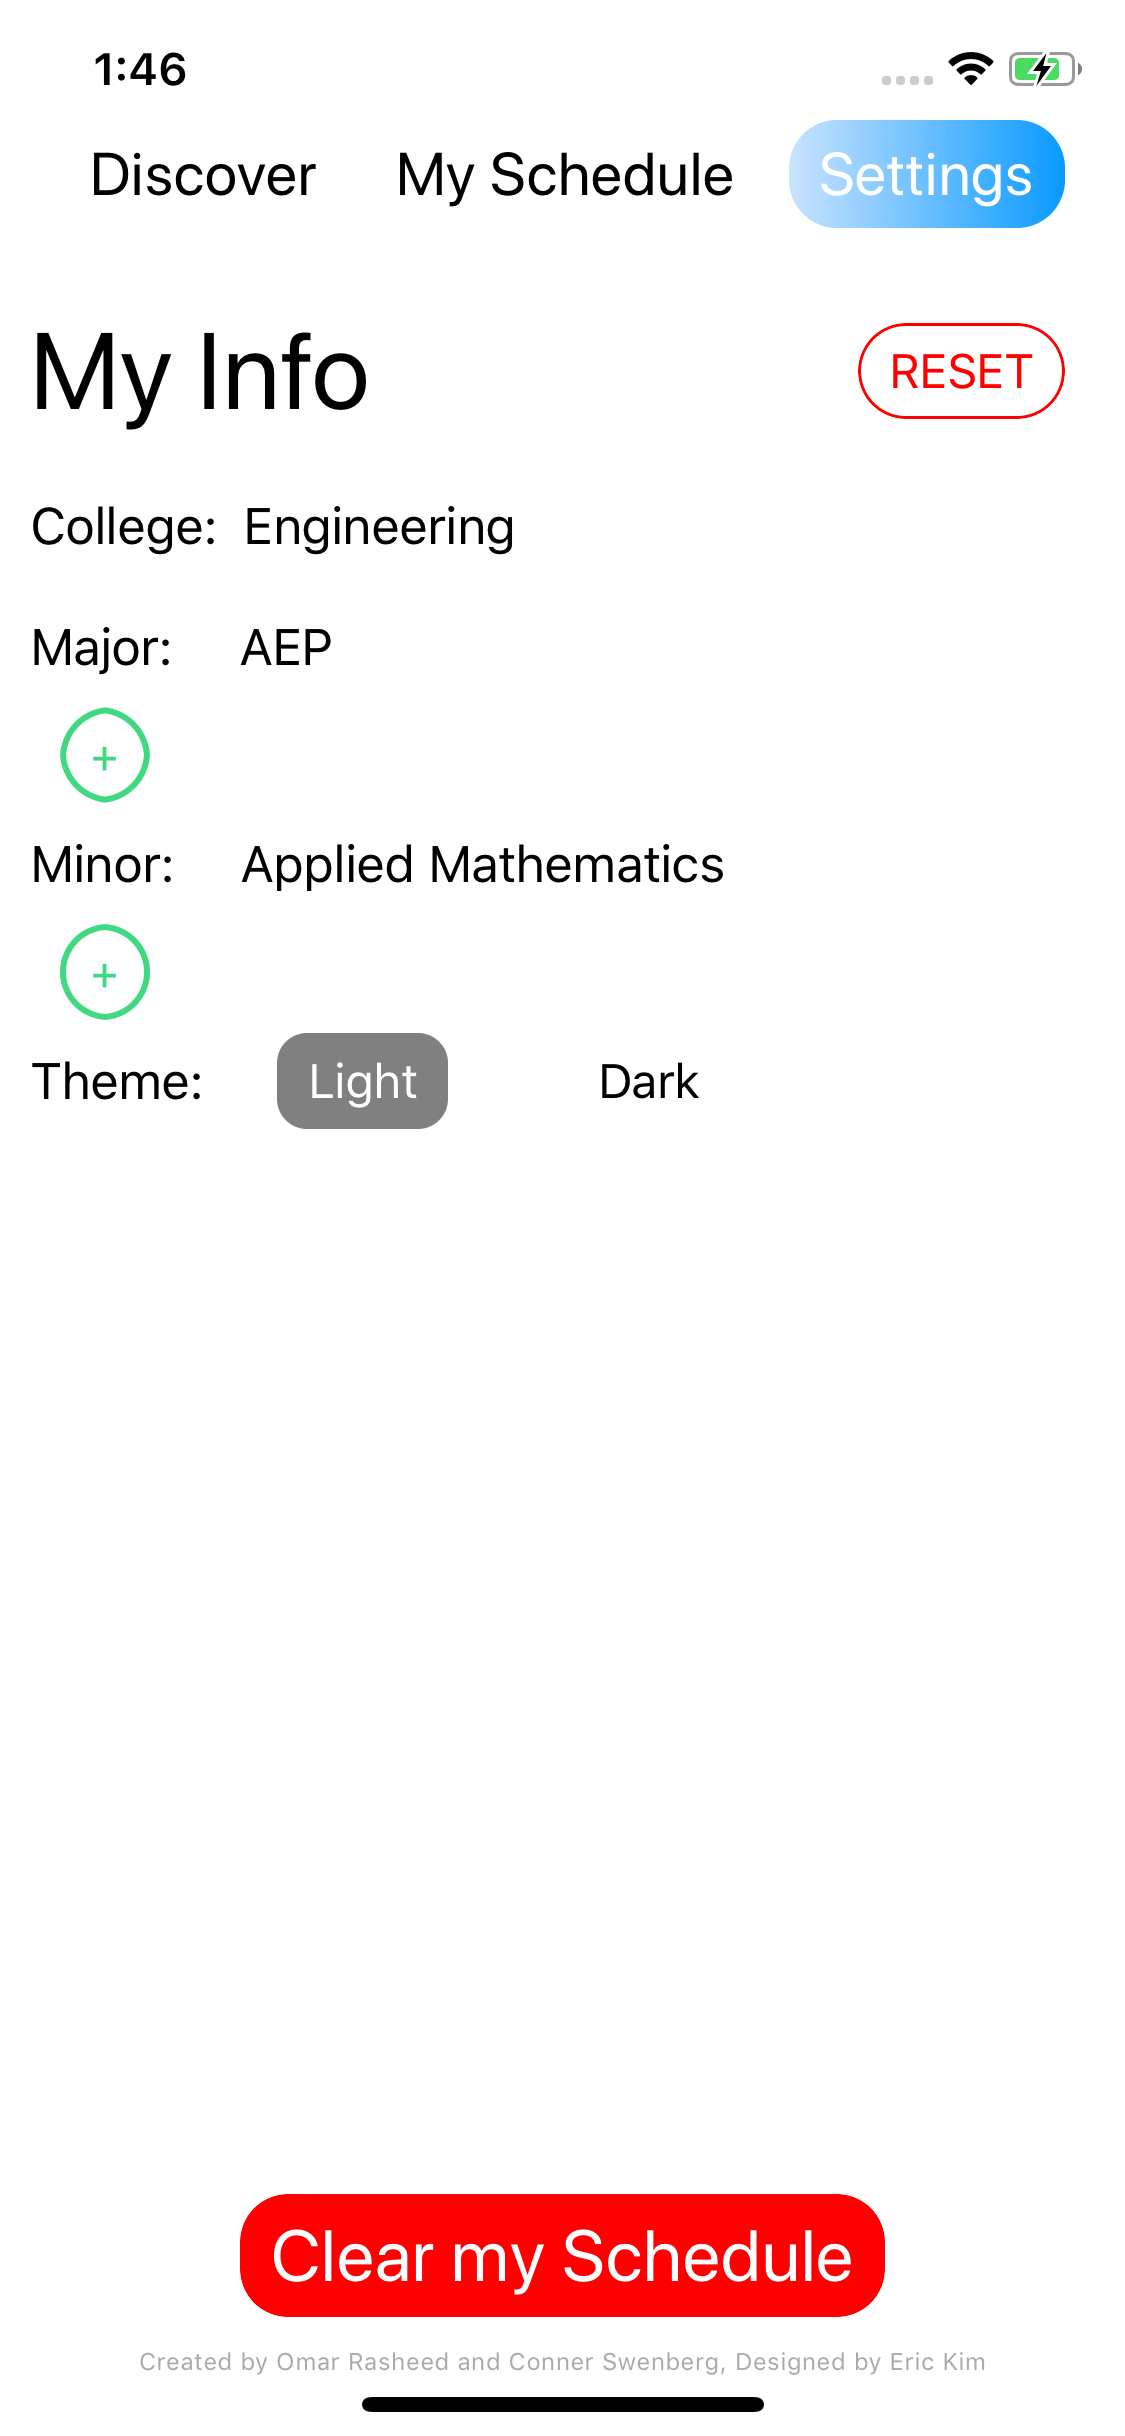 1:46
Discover My Schedule Settings
My Info RESET
College: Engineering
Major: AEP
+
Minor: Applied Mathematics
+
Theme: Light Dark
Clear my Schedule
Created by Omar Rasheed and Conner Swenberg, Designed by Eric Kim